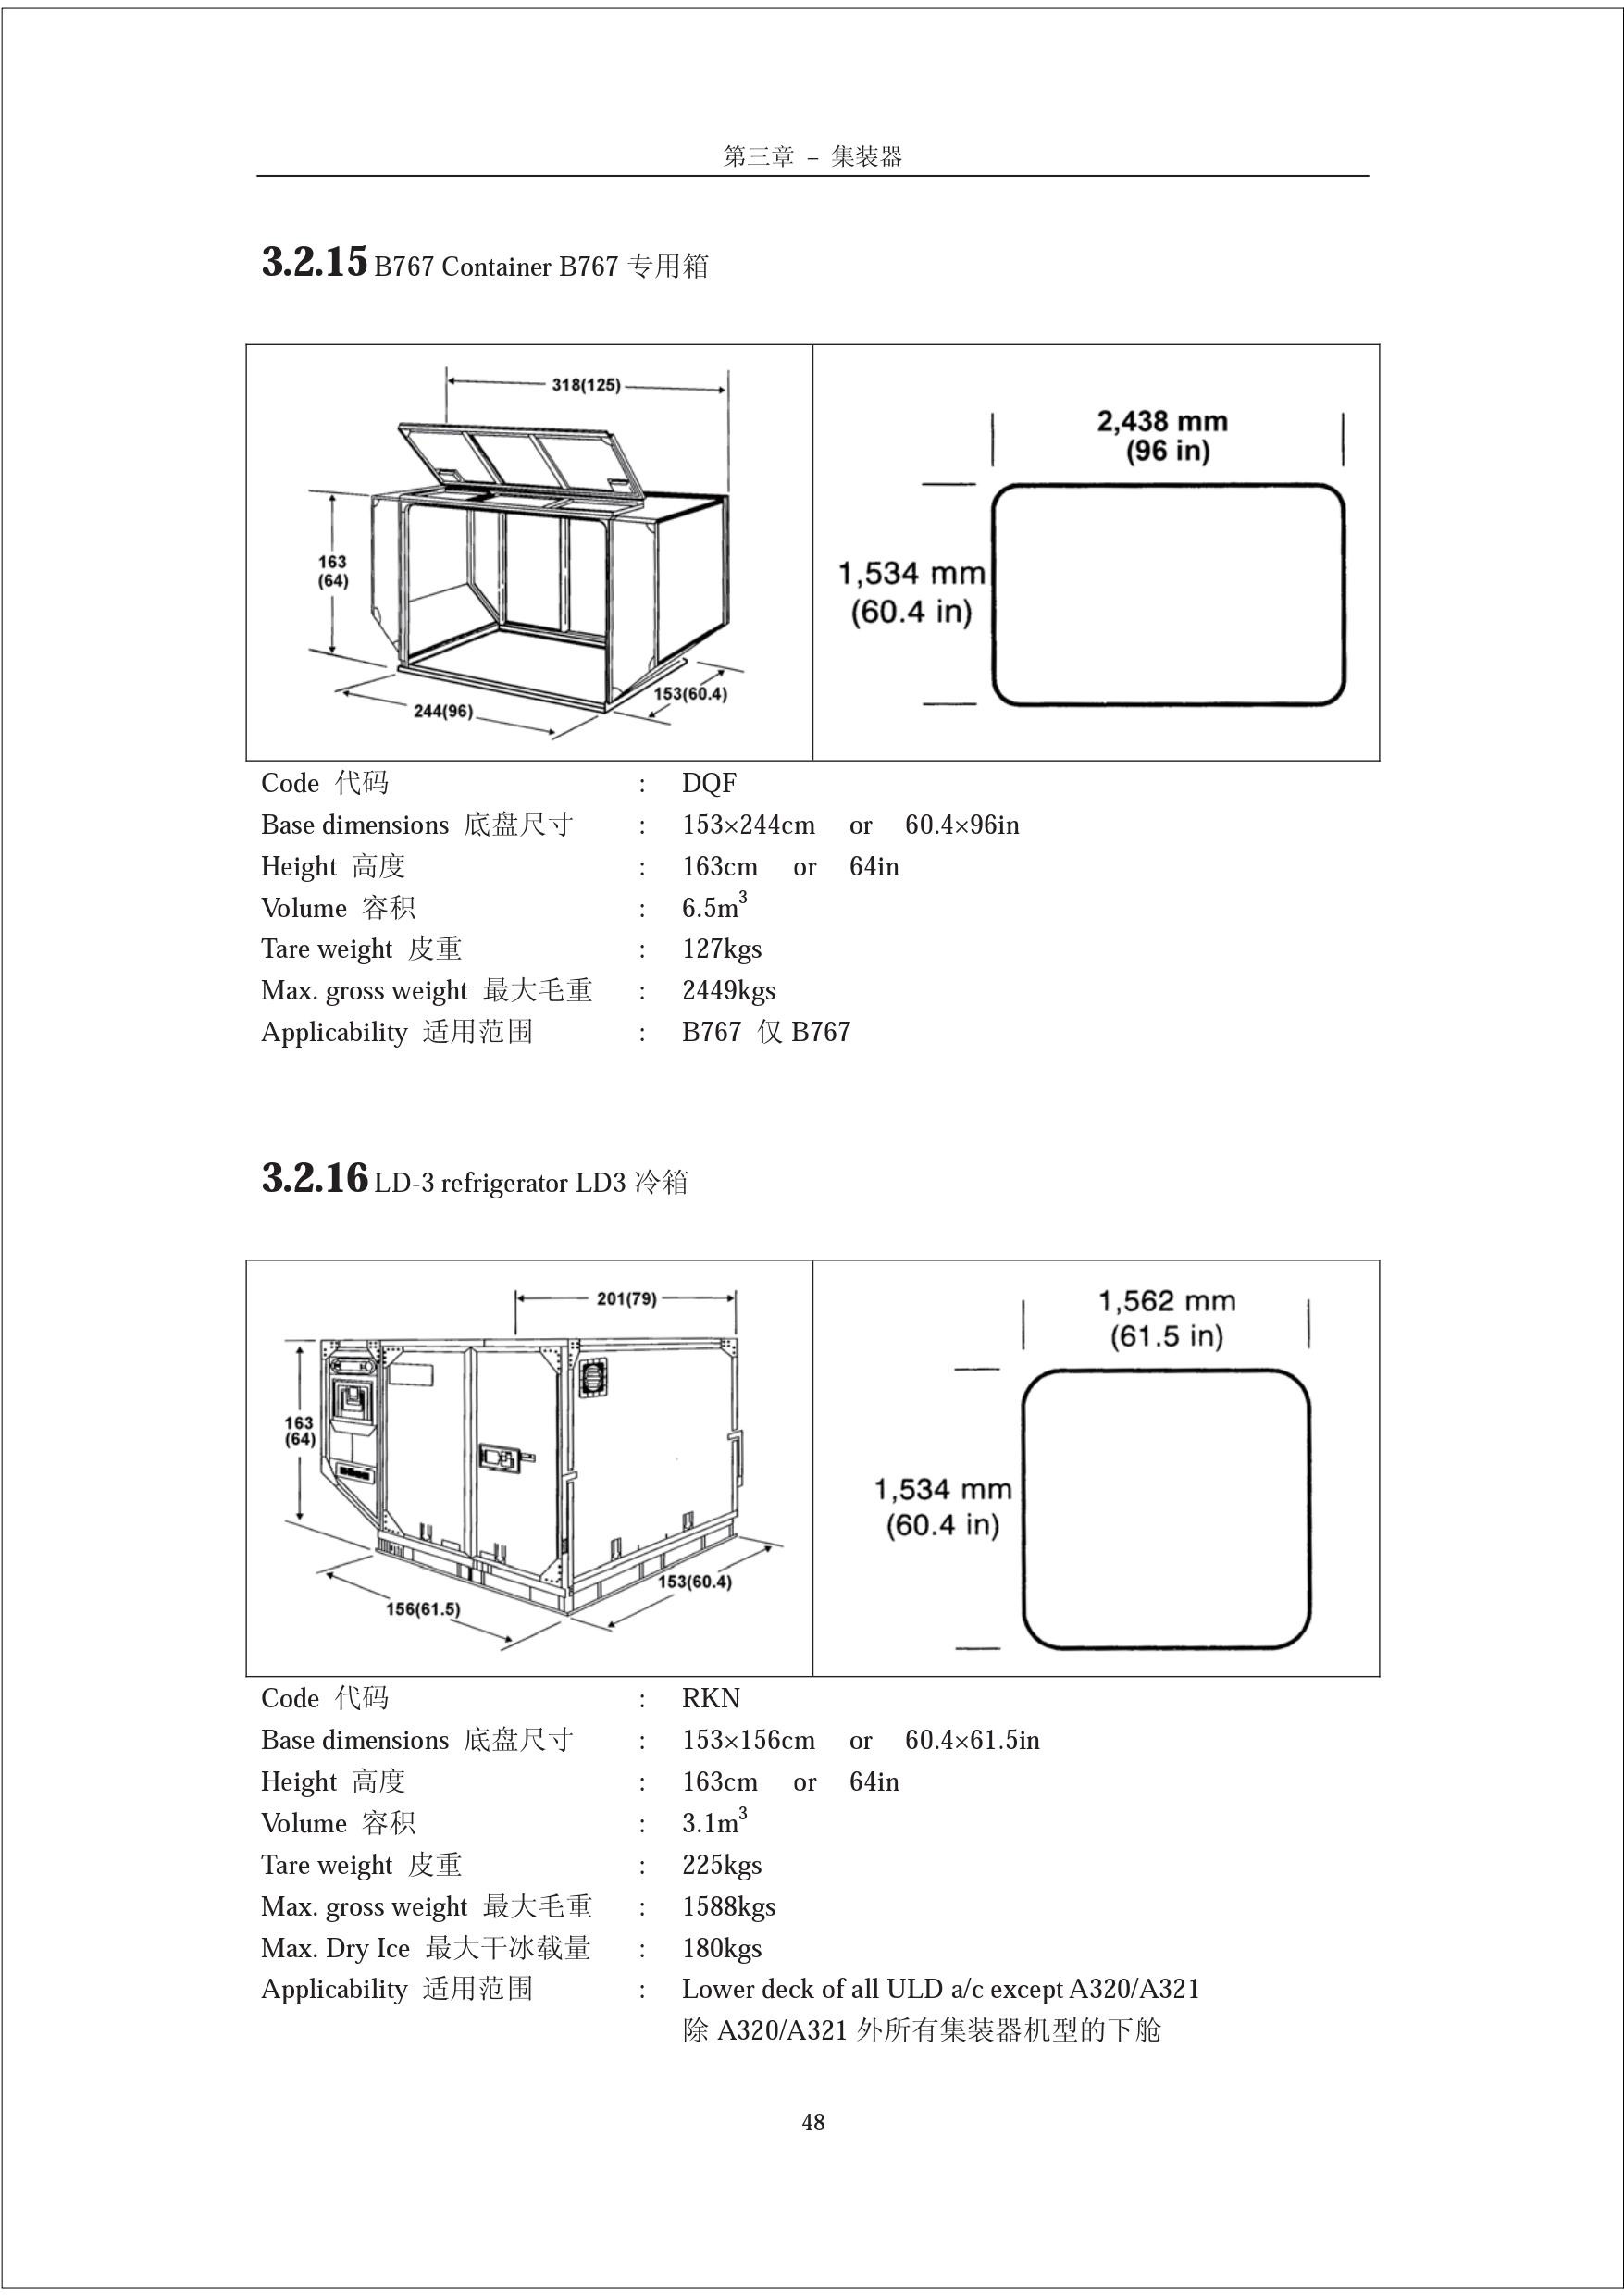 第三章 – 集装器
3.2.15 B767 Container B767 专用箱
318(125)
163
(64)
244(96)
153(60.4)
2,438 mm
(96 in)
1,534 mm
(60.4 in)
Code 代码 : DQF
Base dimensions 底盘尺寸 : 153×244cm or 60.4×96in
Height 高度 : 163cm or 64in
Volume 容积 : 6.5m³
Tare weight 皮重 : 127kgs
Max. gross weight 最大毛重 : 2449kgs
Applicability 适用范围 : B767 仅 B767
3.2.16 LD-3 refrigerator LD3 冷箱
201(79)
163
(64)
156(61.5)
153(60.4)
1,562 mm
(61.5 in)
1,534 mm
(60.4 in)
Code 代码 : RKN
Base dimensions 底盘尺寸 : 153×156cm or 60.4×61.5in
Height 高度 : 163cm or 64in
Volume 容积 : 3.1m³
Tare weight 皮重 : 225kgs
Max. gross weight 最大毛重 : 1588kgs
Max. Dry Ice 最大干冰载量 : 180kgs
Applicability 适用范围 : Lower deck of all ULD a/c except A320/A321
除 A320/A321 外所有集装器机型的下舱
48